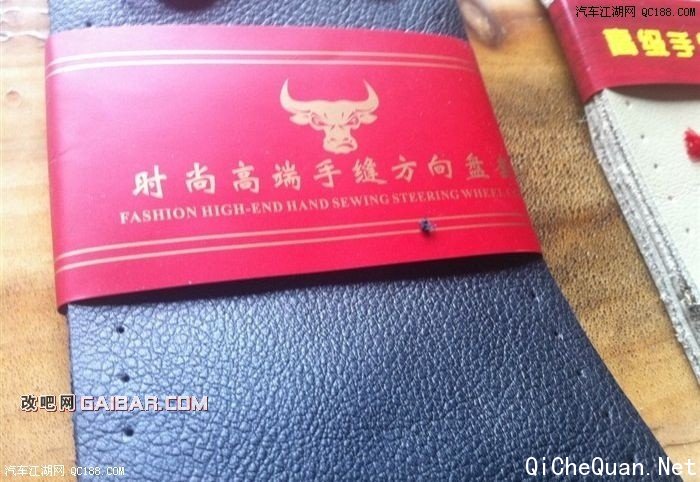 汽车江湖网 QC188.COM
时尚高端手缝方向盘套
FASHION HIGH-END HAND SEWING STEERING WHEEL
改吧网 GAIBAR.COM
汽车江湖网 QC188.COM
QiCheQuan.Net